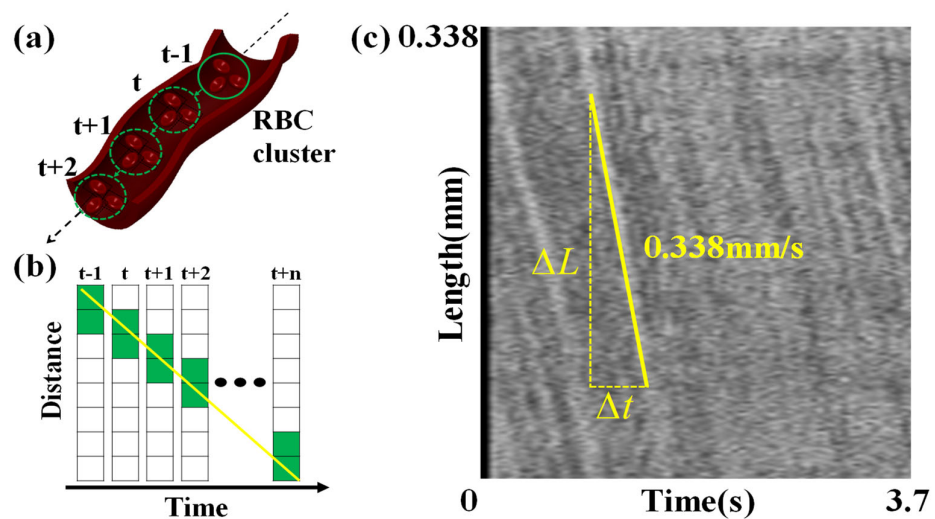 (a)
t-1
t
t+1
t+2
RBC
cluster
(b)
t-1 t t+1 t+2 t+n
Distance
Time
(c)
0.338
Length(mm)
ΔL
0.338mm/s
Δt
0
Time(s)
3.7